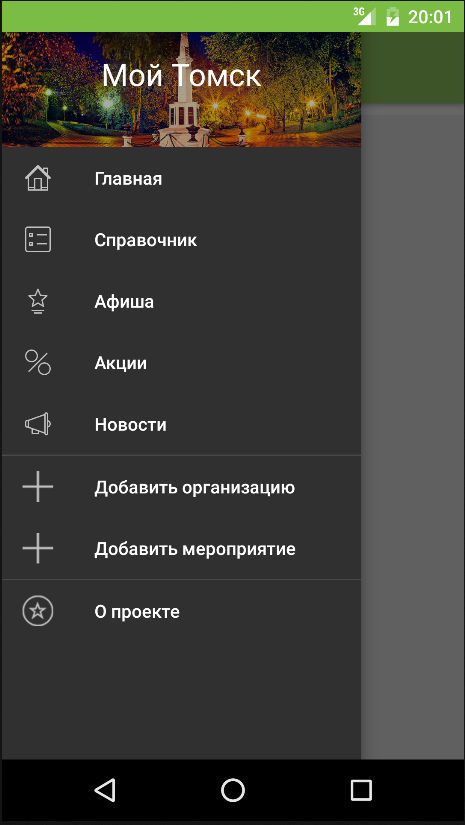 3G 20:01
Мой Томск
Главная
Справочник
Афиша
Акции
Новости
Добавить организацию
Добавить мероприятие
О проекте